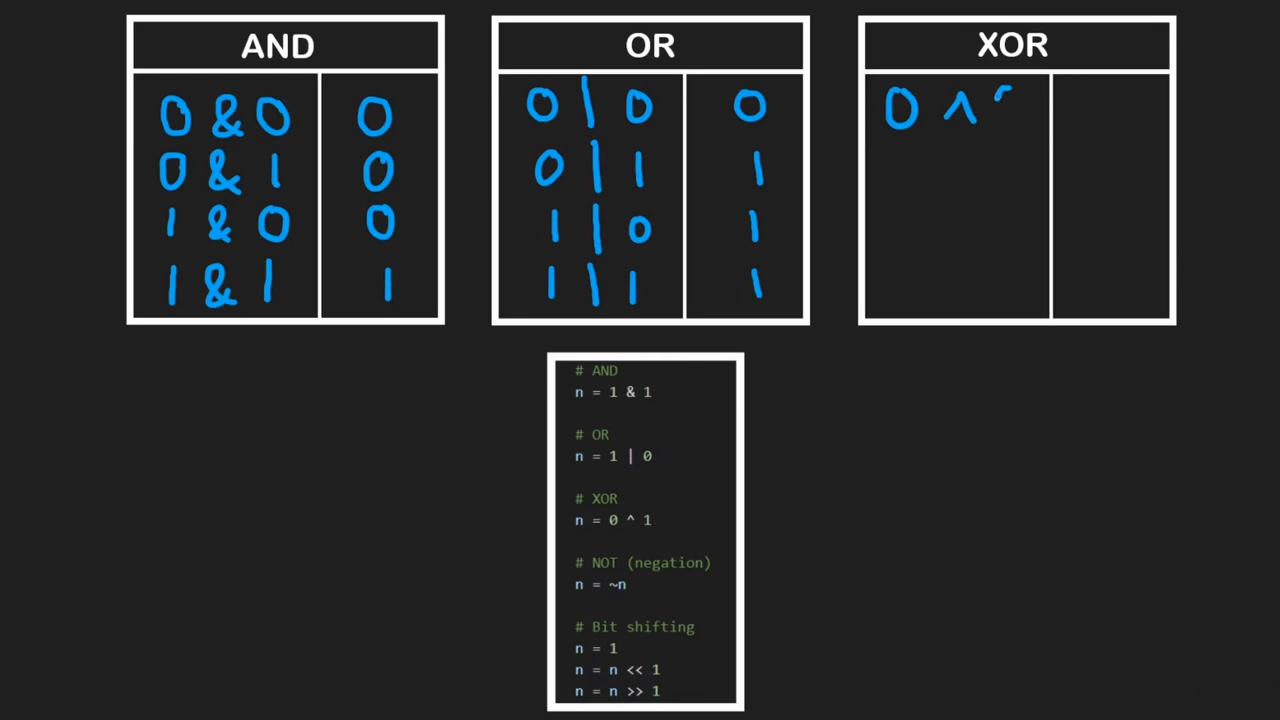 AND
0 & 0 0
0 & 1 0
1 & 0 0
1 & 1 1
OR
0 | 0 0
0 | 1 1
1 | 0 1
1 | 1 1
XOR
0 ^
# AND
n = 1 & 1
# OR
n = 1 | 0
# XOR
n = 0 ^ 1
# NOT (negation)
n = ~n
# Bit shifting
n = 1
n = n << 1
n = n >> 1